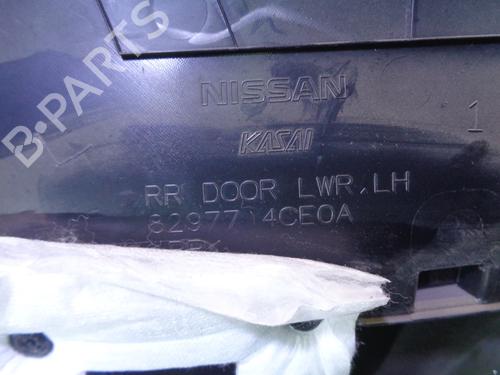 B-PARTS
NISSAN
KASAI
1
RR DOOR LWR.LH
82977 4CE0A